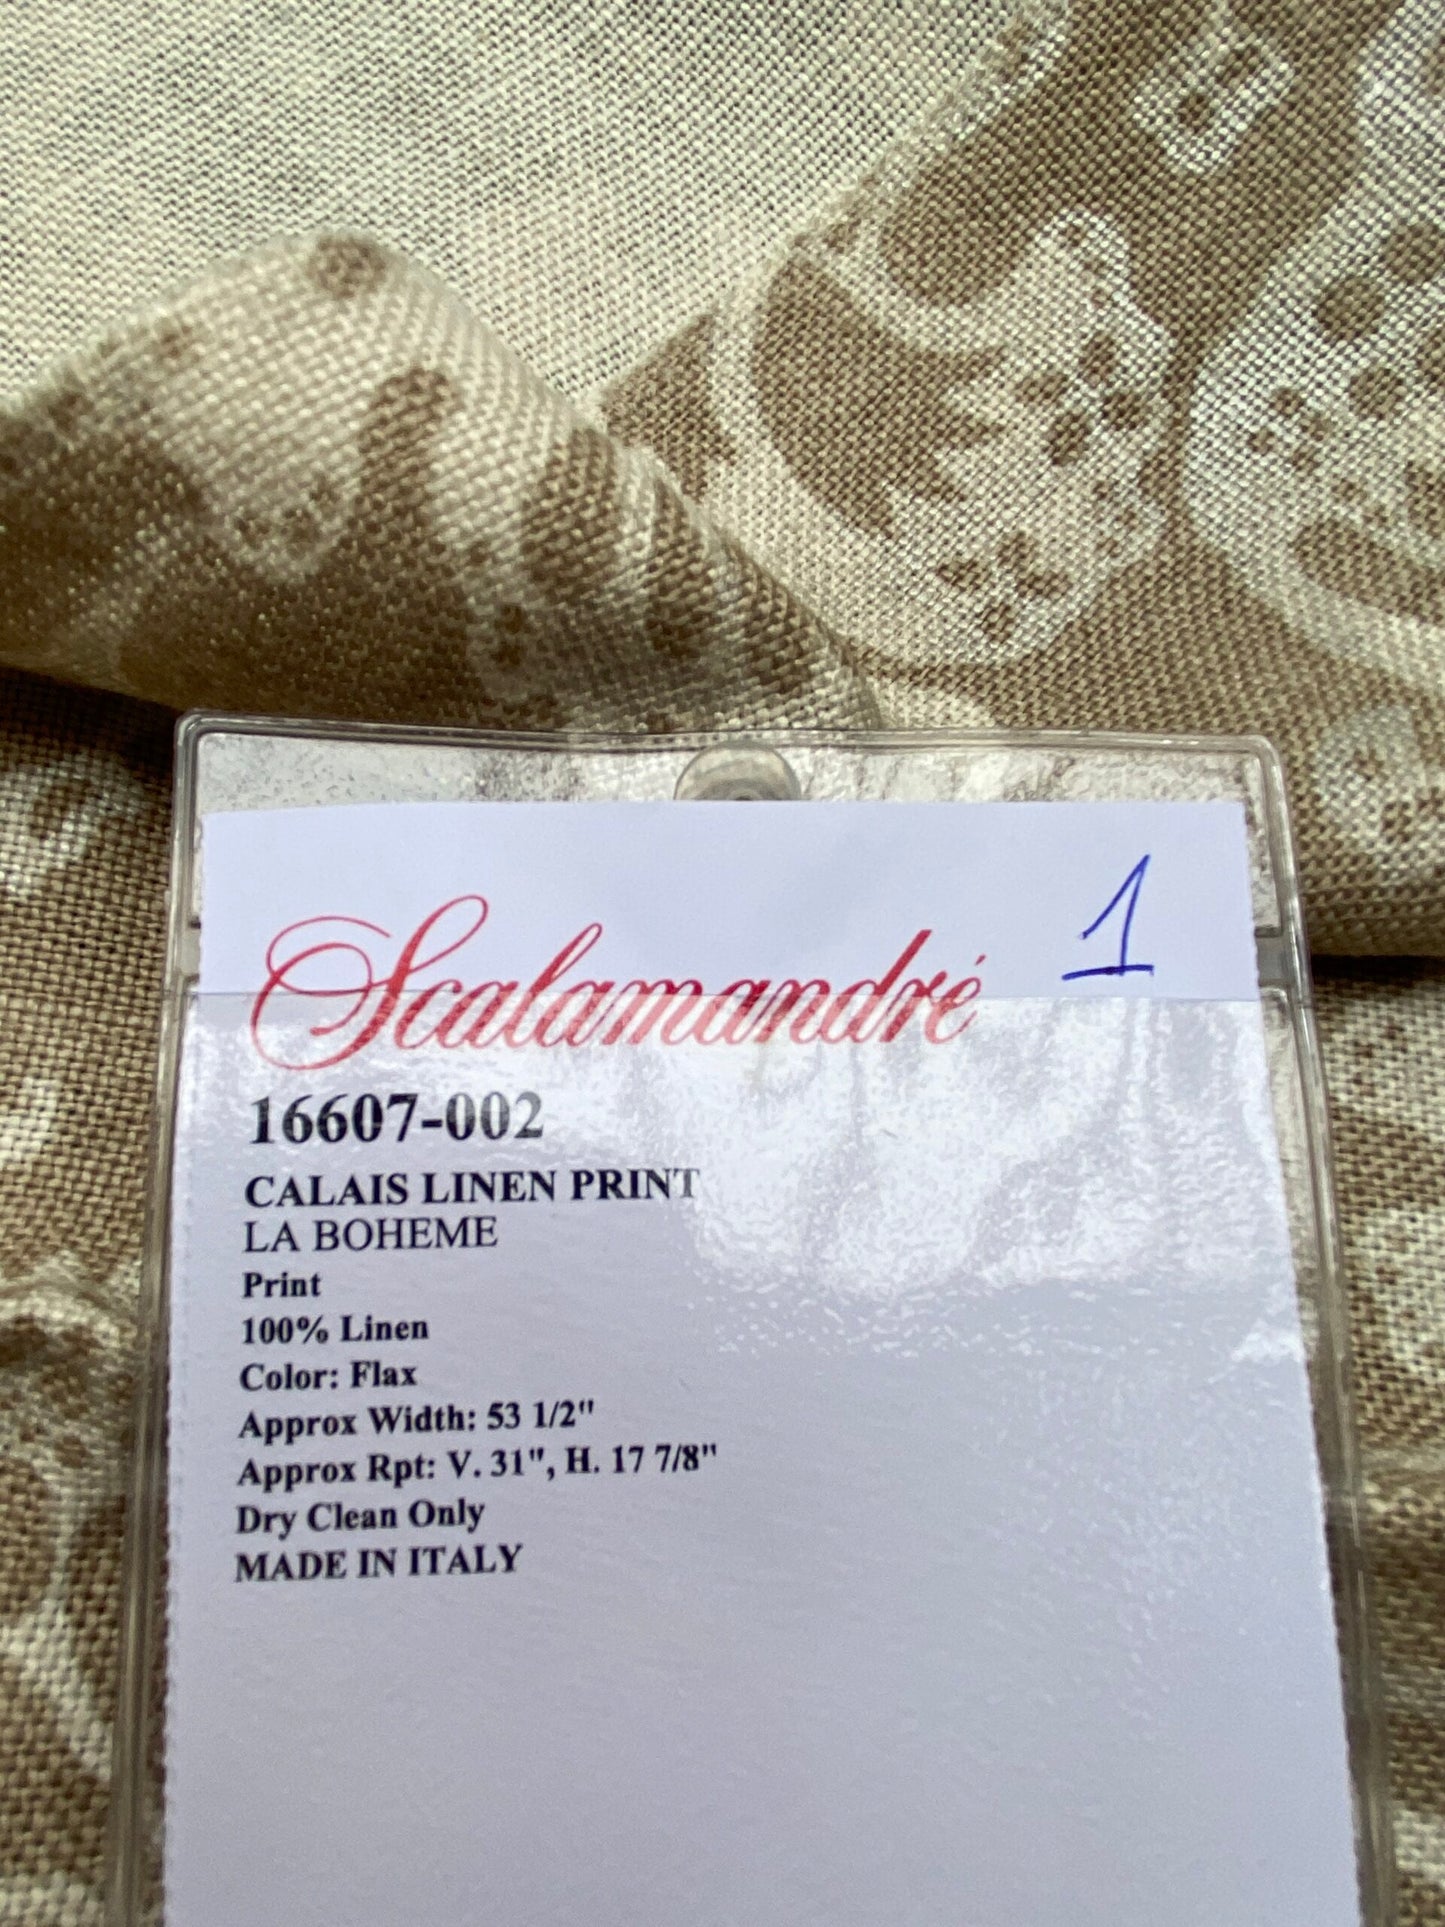 Scalamandré
1
16607-002
CALAIS LINEN PRINT
LA BOHEME
Print
100% Linen
Color: Flax
Approx Width: 53 1/2"
Approx Rpt: V. 31", H. 17 7/8"
Dry Clean Only
MADE IN ITALY